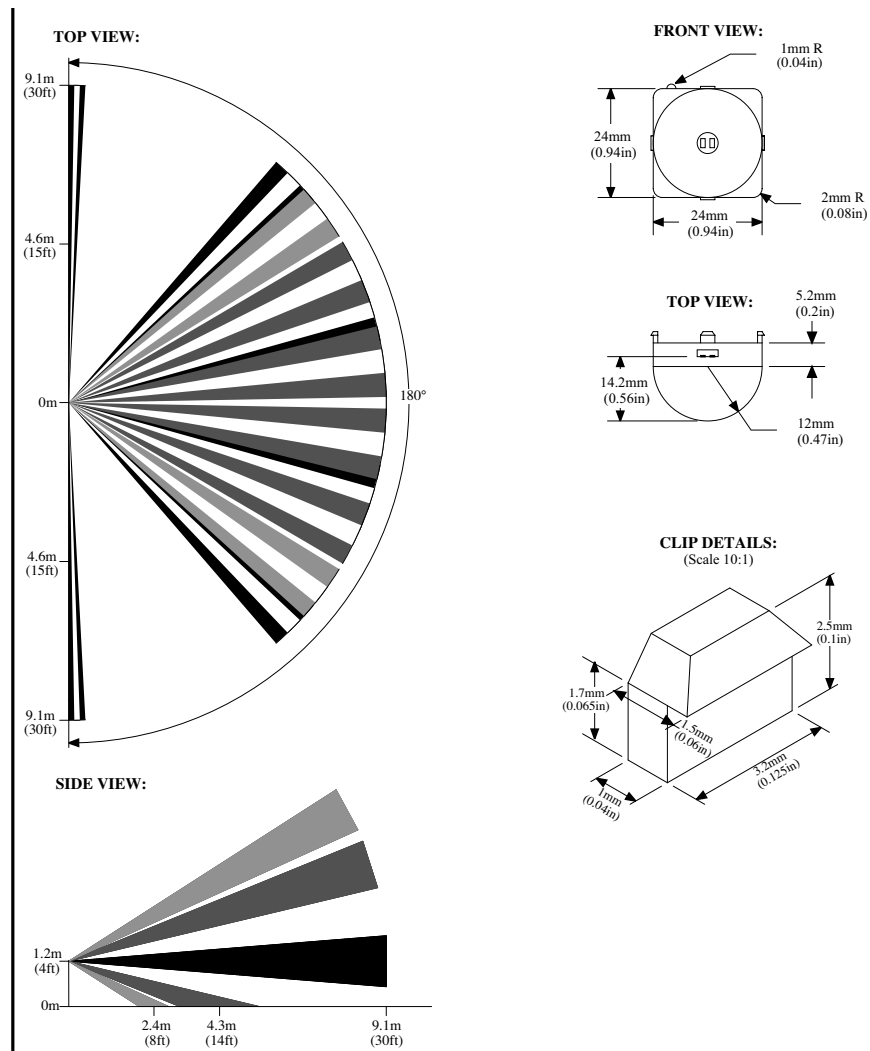 TOP VIEW:
9.1m
(30ft)
4.6m
(15ft)
0m
4.6m
(15ft)
9.1m
(30ft)
180°
SIDE VIEW:
1.2m
(4ft)
0m
2.4m
(8ft)
4.3m
(14ft)
9.1m
(30ft)
FRONT VIEW:
1mm R
(0.04in)
24mm
(0.94in)
24mm
(0.94in)
2mm R
(0.08in)
TOP VIEW:
5.2mm
(0.2in)
14.2mm
(0.56in)
12mm
(0.47in)
CLIP DETAILS:
(Scale 10:1)
2.5mm
(0.1in)
1.7mm
(0.065in)
1.5mm
(0.06in)
3.2mm
(0.125in)
1mm
(0.04in)